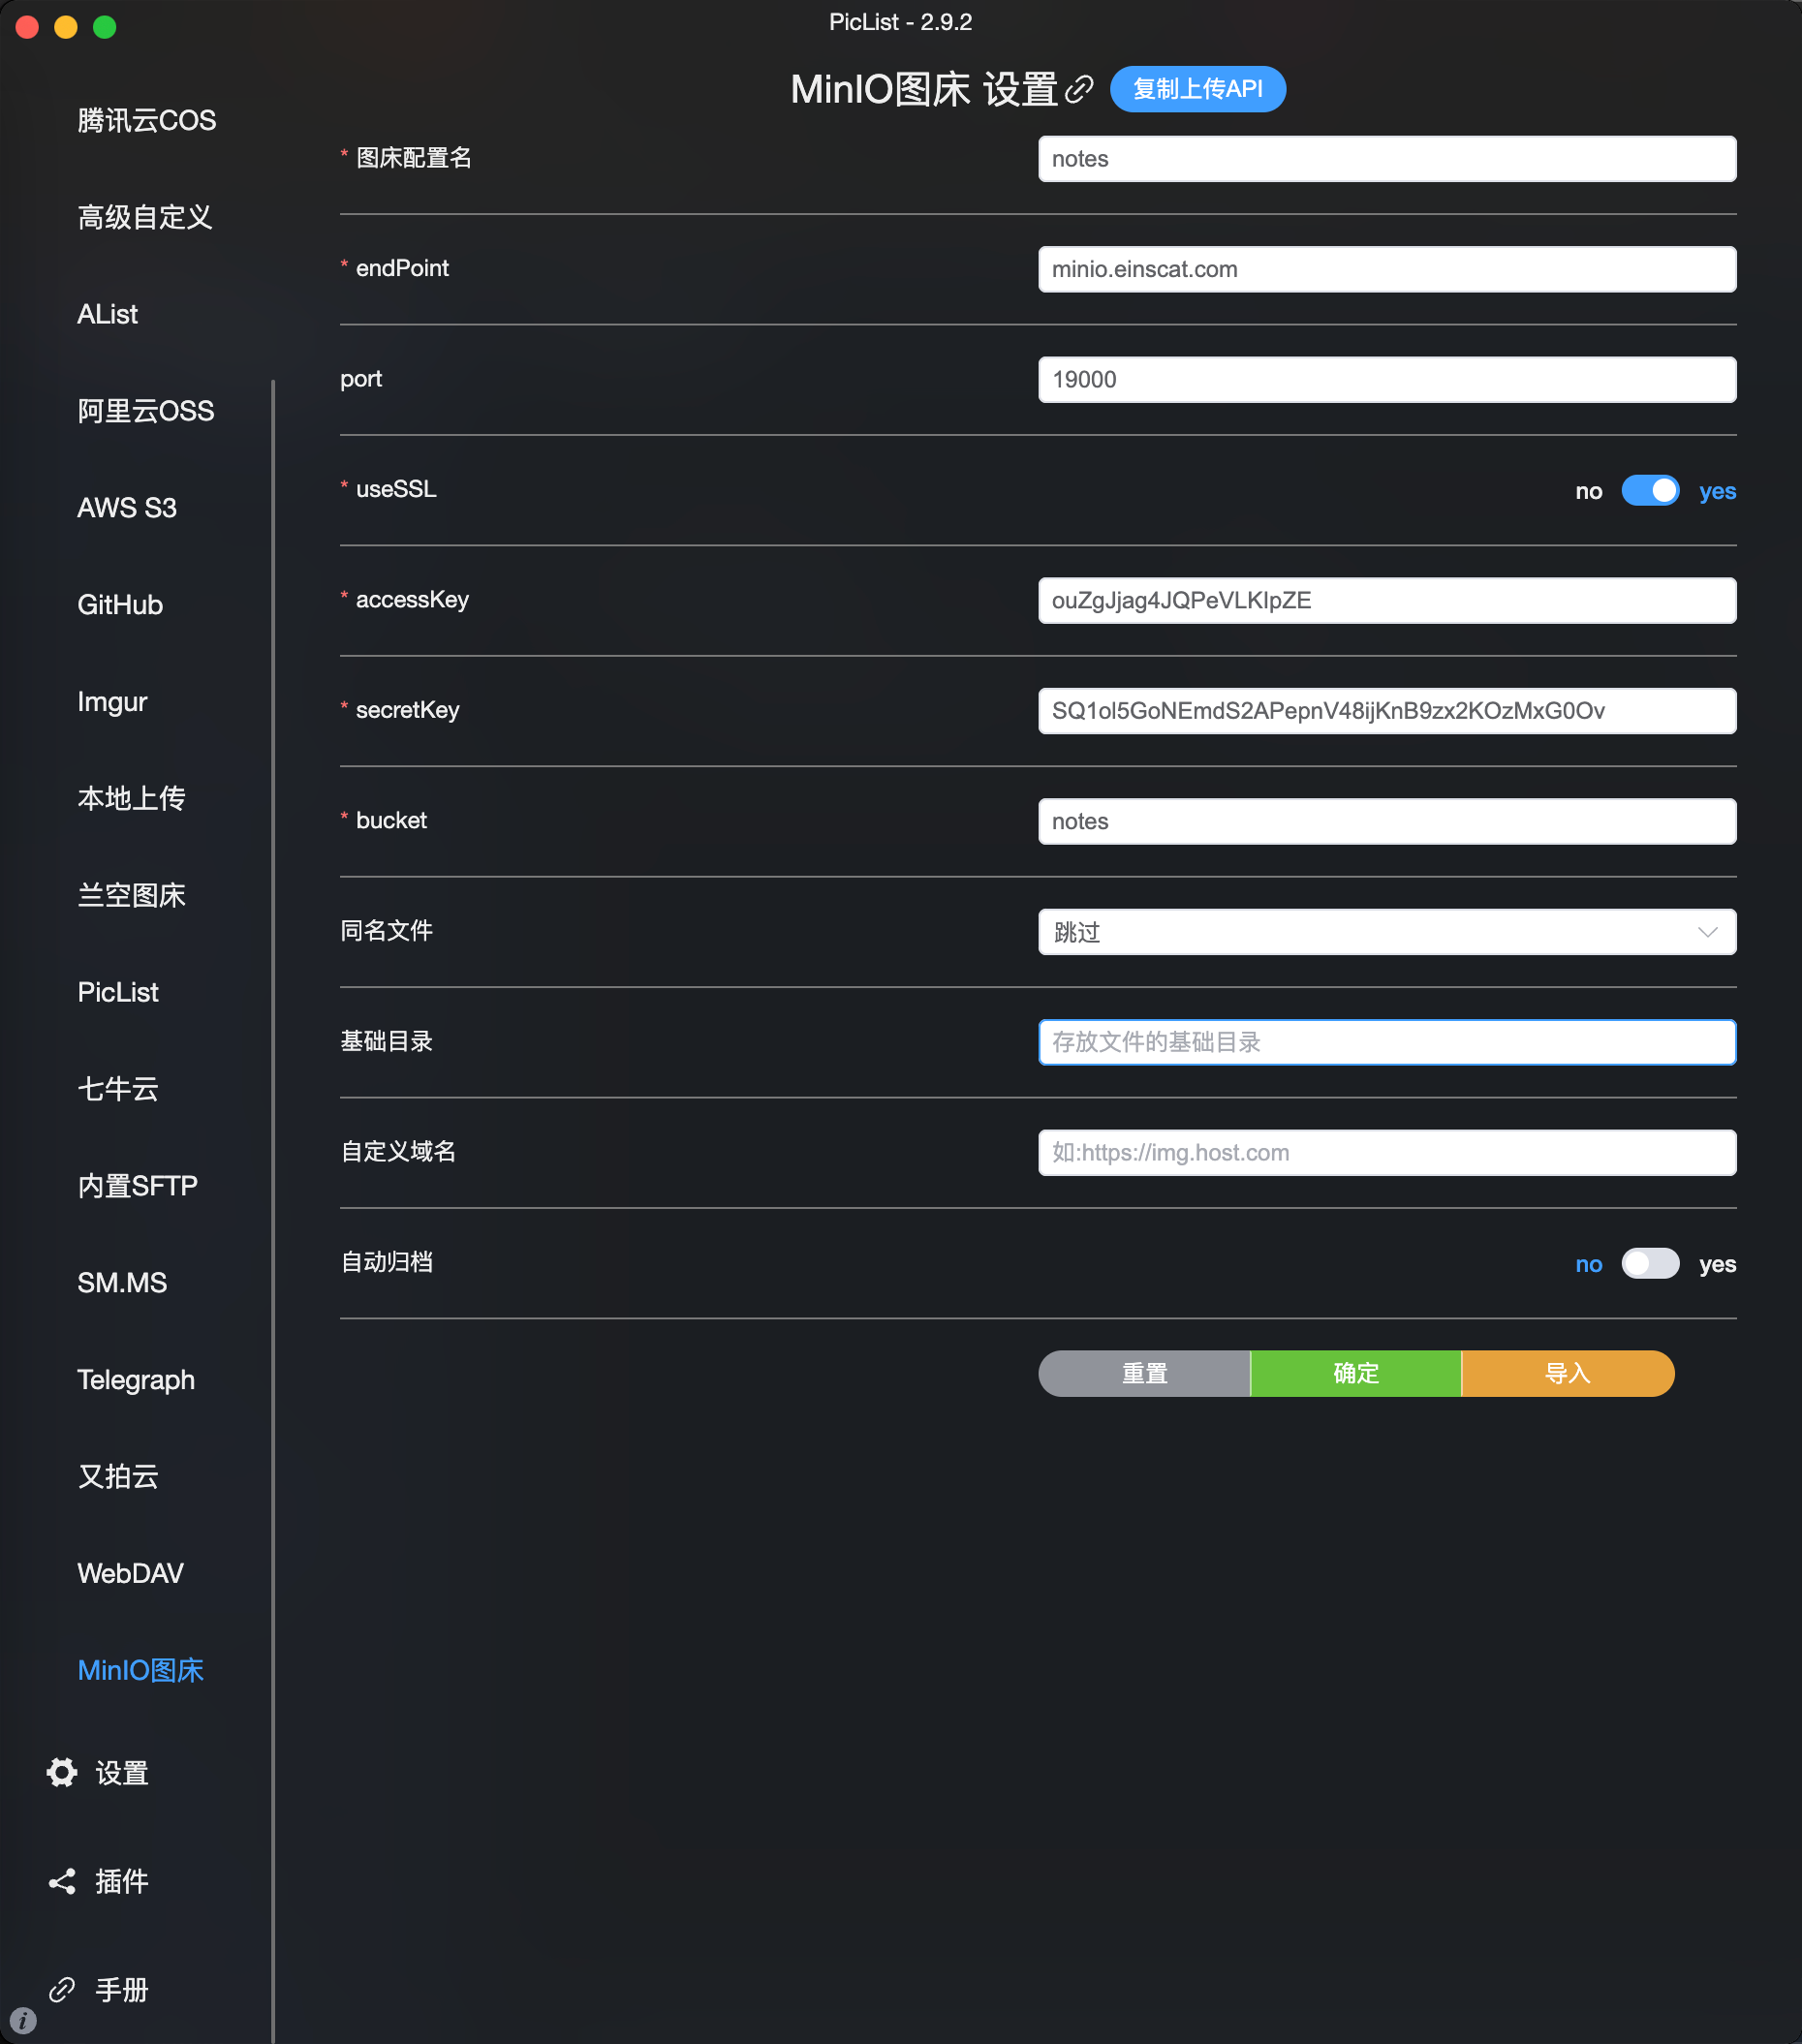 PicList - 2.9.2
MinIO图床 设置 复制上传API
腾讯云COS
高级自定义
AList
阿里云OSS
AWS S3
GitHub
Imgur
本地上传
兰空图床
PicList
七牛云
内置SFTP
SM.MS
Telegraph
又拍云
WebDAV
MinIO图床
设置
插件
手册
* 图床配置名 notes
* endPoint minio.einscat.com
port 19000
* useSSL no yes
* accessKey ouZgJjag4JQPeVLKlpZE
* secretKey SQ1ol5GoNEmdS2APepnV48ijKnB9zx2KOzMxG0Ov
* bucket notes
同名文件 跳过
基础目录 存放文件的基础目录
自定义域名 如:https://img.host.com
自动归档 no yes
重置 确定 导入